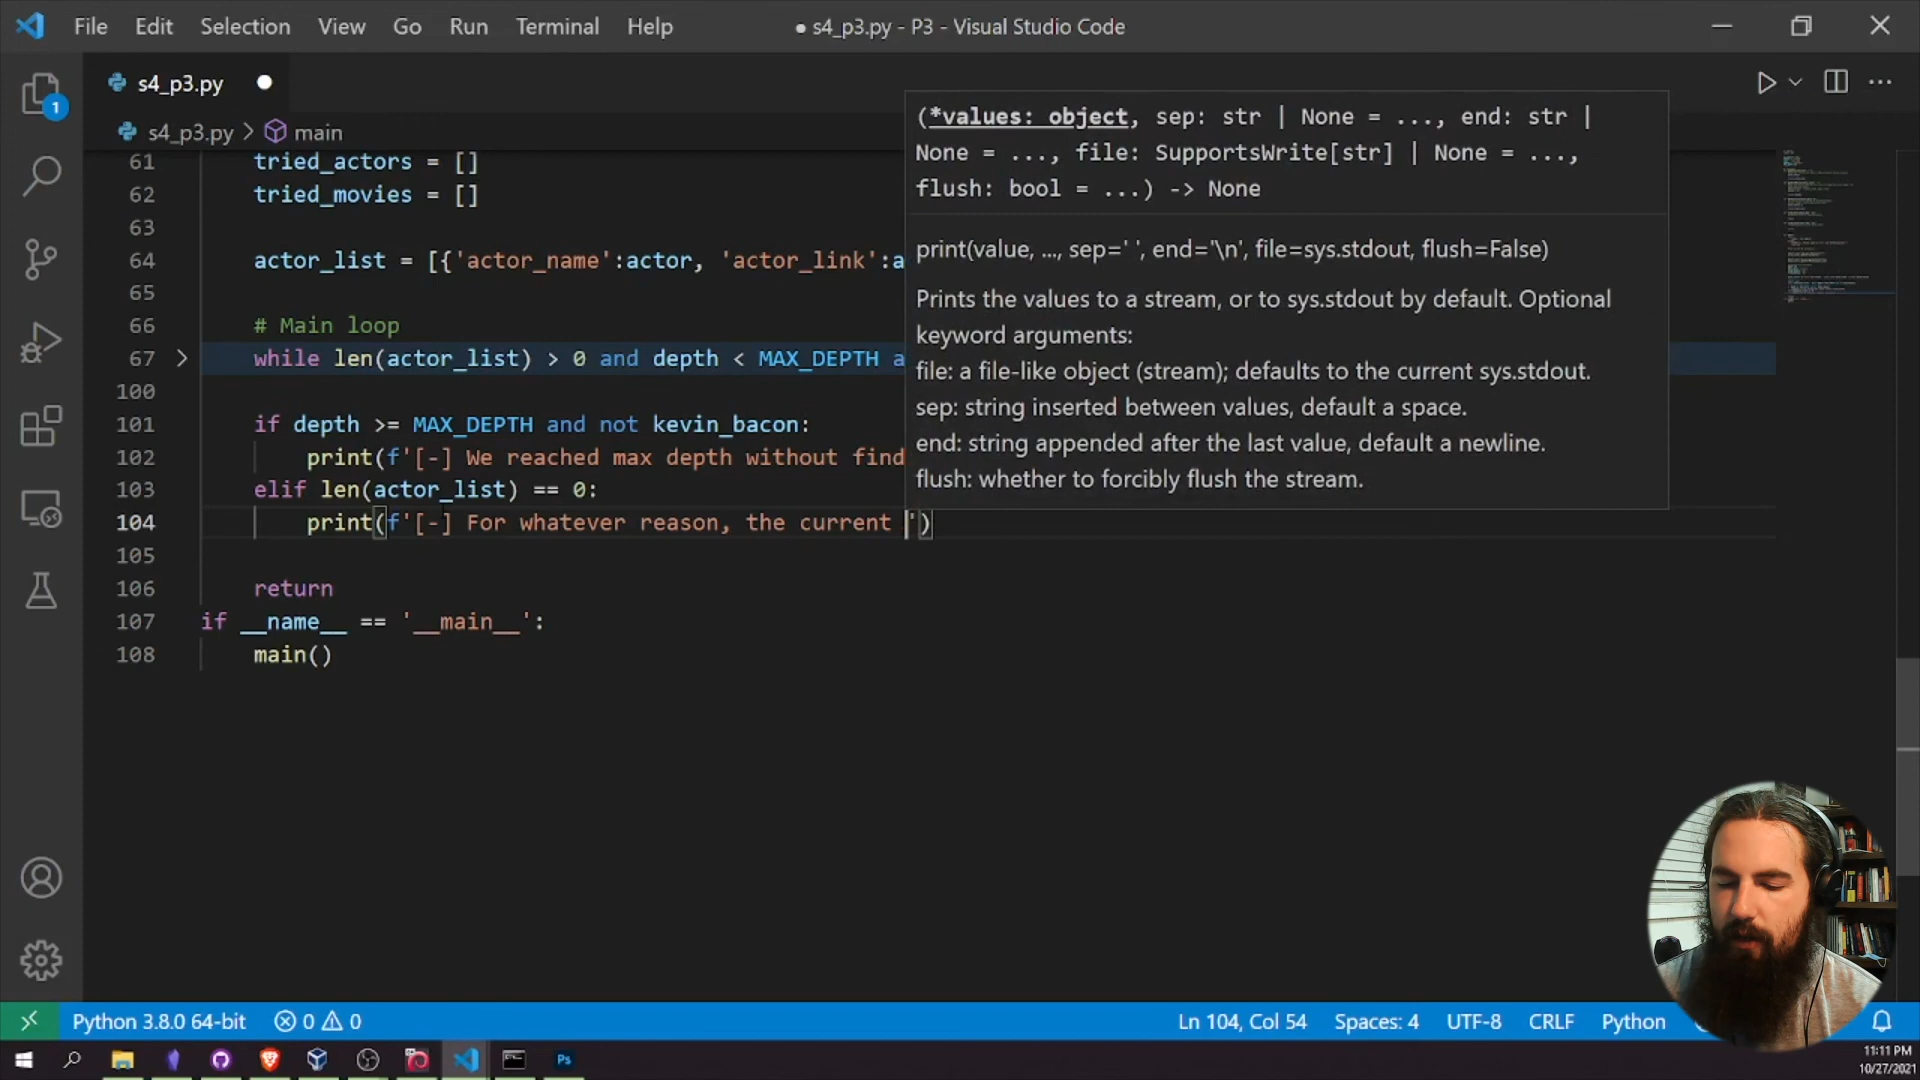 File Edit Selection View Go Run Terminal Help
● s4_p3.py - P3 - Visual Studio Code
1
s4_p3.py
s4_p3.py > main
61 tried_actors = []
62 tried_movies = []
63
64 actor_list = [{'actor_name':actor, 'actor_link':a
65
66 # Main loop
67 while len(actor_list) > 0 and depth < MAX_DEPTH a
100
101 if depth >= MAX_DEPTH and not kevin_bacon:
102 print(f'[-] We reached max depth without find
103 elif len(actor_list) == 0:
104 print(f'[-] For whatever reason, the current ')
105
106 return
107 if __name__ == '__main__':
108 main()
(*values: object, sep: str | None = ..., end: str |
None = ..., file: SupportsWrite[str] | None = ...,
flush: bool = ...) -> None
print(value, ..., sep=' ', end='\n', file=sys.stdout, flush=False)
Prints the values to a stream, or to sys.stdout by default. Optional
keyword arguments:
file: a file-like object (stream); defaults to the current sys.stdout.
sep: string inserted between values, default a space.
end: string appended after the last value, default a newline.
flush: whether to forcibly flush the stream.
Python 3.8.0 64-bit 0 0
Ln 104, Col 54 Spaces: 4 UTF-8 CRLF Python
Ps
11:11 PM
10/27/2021